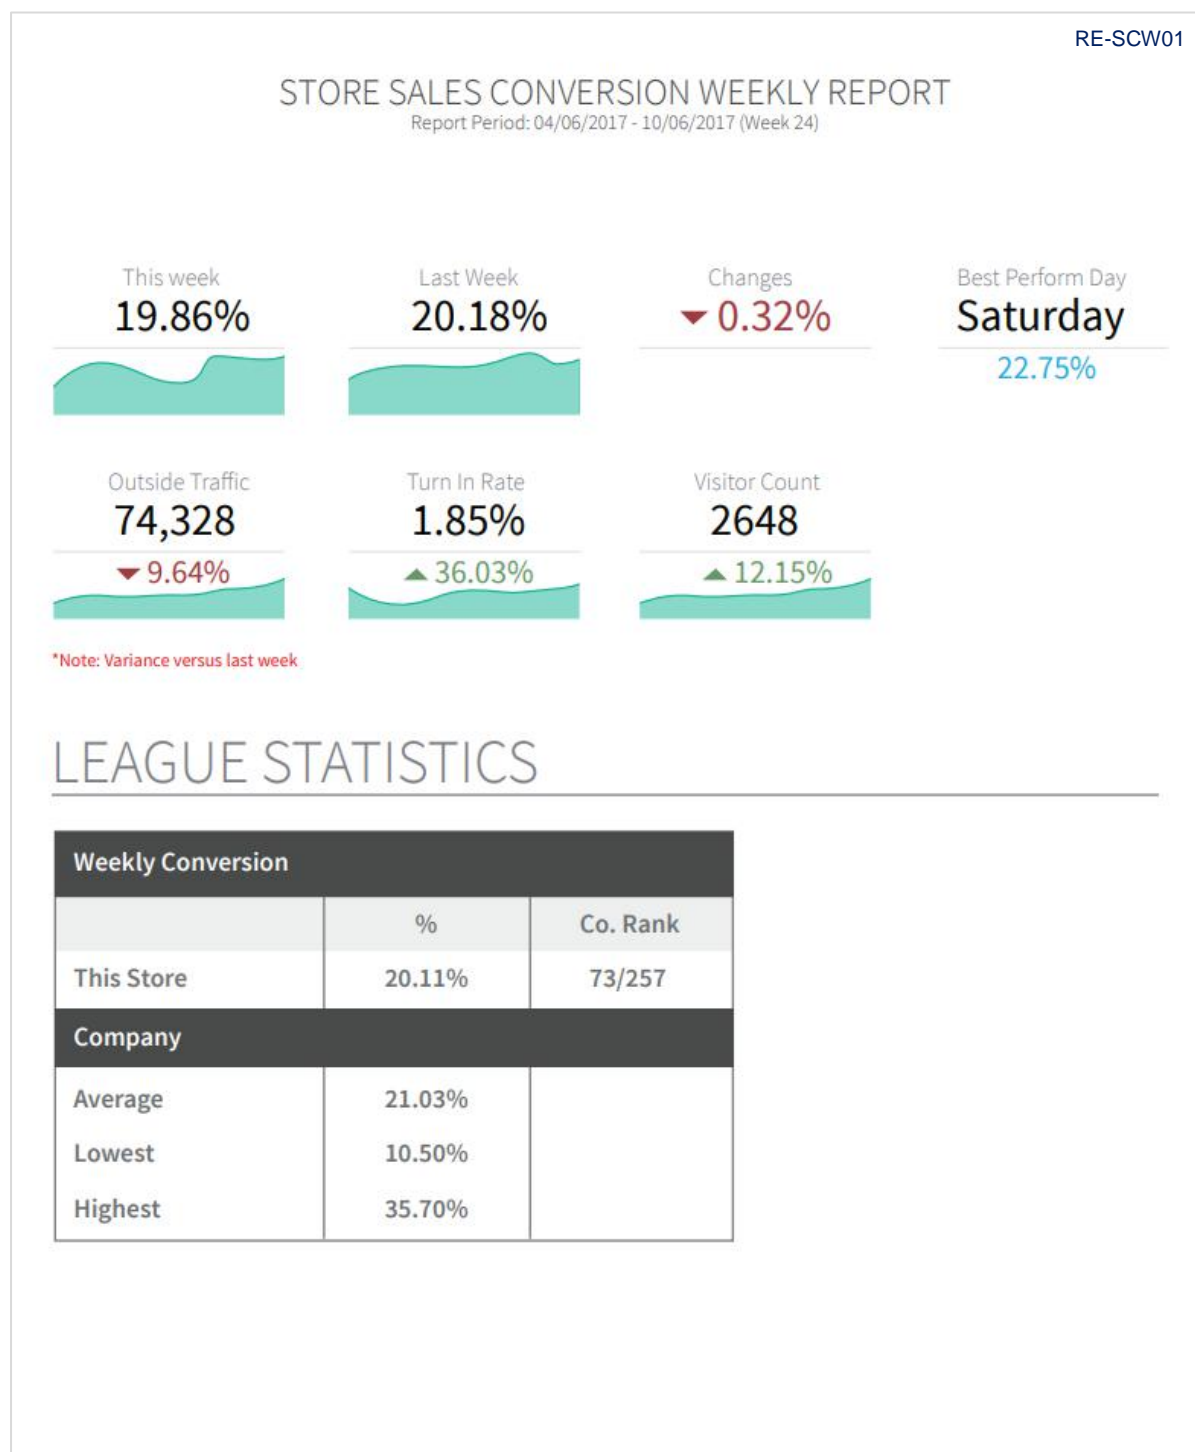 RE-SCW01
STORE SALES CONVERSION WEEKLY REPORT
Report Period: 04/06/2017 - 10/06/2017 (Week 24)
This week Last Week Changes Best Perform Day
19.86% 20.18% ▼ 0.32% Saturday
22.75%
Outside Traffic Turn In Rate Visitor Count
74,328 1.85% 2648
▼ 9.64% ▲ 36.03% ▲ 12.15%
*Note: Variance versus last week
LEAGUE STATISTICS
Weekly Conversion
% Co. Rank
This Store 20.11% 73/257
Company
Average 21.03%
Lowest 10.50%
Highest 35.70%